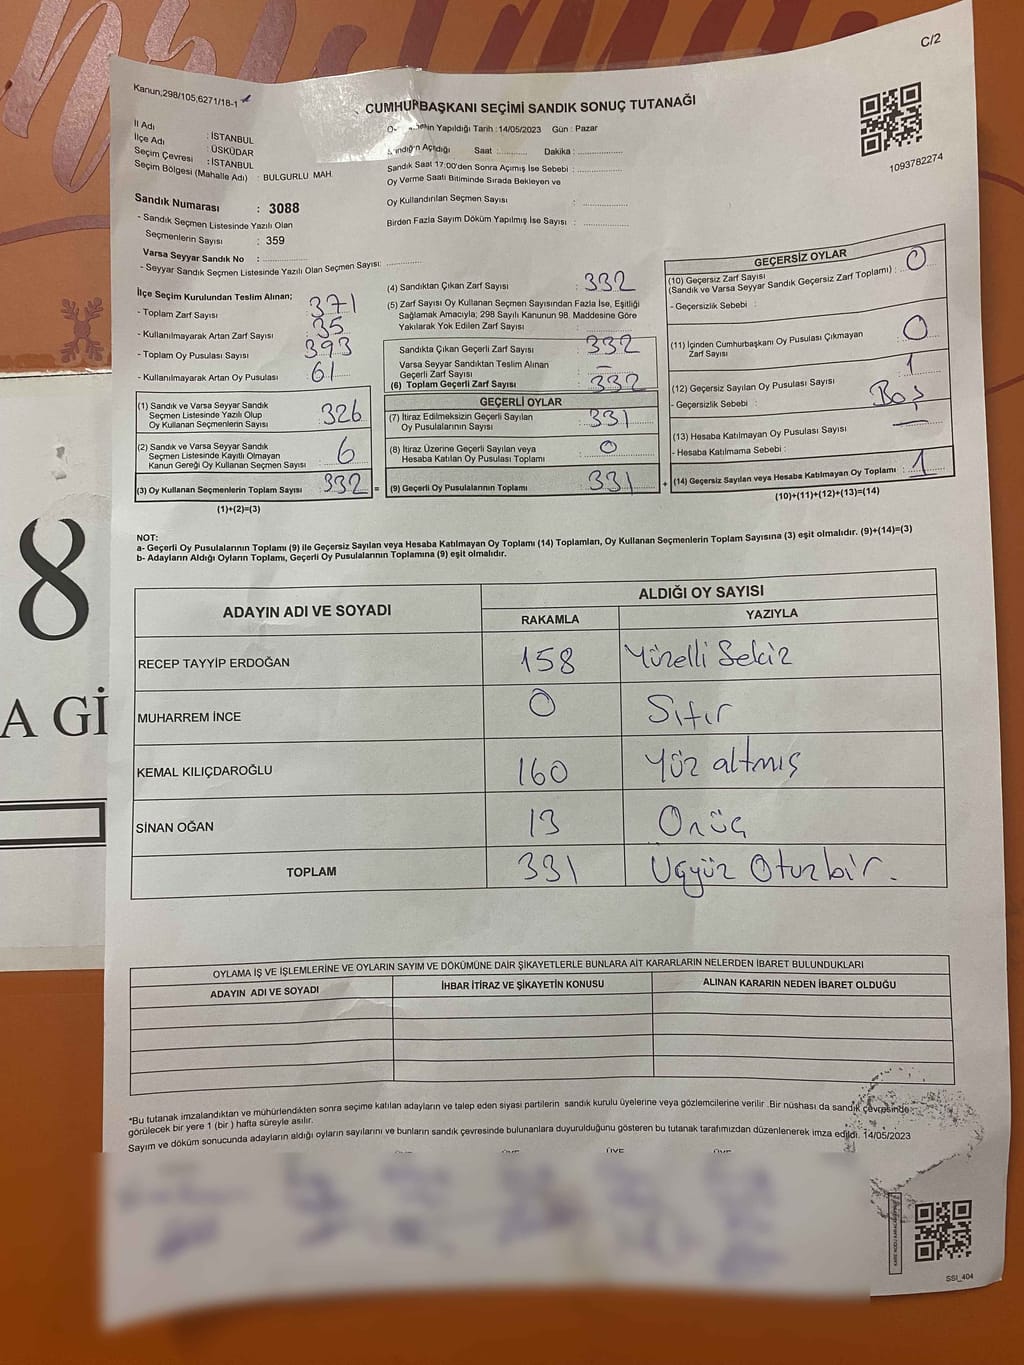 C/2
Kanun,298/105,6271/18-1
CUMHURBAŞKANI SEÇİMİ SANDIK SONUÇ TUTANAĞI
Yapıldığı Tarih : 14/05/2023 Gün : Pazar
İl Adı : İSTANBUL
İlçe Adı : ÜSKÜDAR
Seçim Çevresi : İSTANBUL
Seçim Bölgesi (Mahalle Adı) : BULGURLU MAH.
Açıldığı Saat : Dakika :
Sandık Saat 17:00'den Sonra Açımış İse Sebebi :
Oy Verme Saati Bitiminde Sırada Bekleyen ve
Oy Kullandırılan Seçmen Sayısı :
Birden Fazla Sayım Döküm Yapılmış İse Sayısı :
1093782274
Sandık Numarası : 3088
- Sandık Seçmen Listesinde Yazılı Olan
Seçmenlerin Sayısı : 359
Varsa Seyyar Sandık No :
- Seyyar Sandık Seçmen Listesinde Yazılı Olan Seçmen Sayısı:
İlçe Seçim Kurulundan Teslim Alınan;
- Toplam Zarf Sayısı : 371
- Kullanılmayarak Artan Zarf Sayısı : 35
- Toplam Oy Pusulası Sayısı : 393
- Kullanılmayarak Artan Oy Pusulası : 61
(1) Sandık ve Varsa Seyyar Sandık
Seçmen Listesinde Yazılı Olup
Oy Kullanan Seçmenlerin Sayısı : 326
(2) Sandık ve Varsa Seyyar Sandık
Seçmen Listesinde Kayıtlı Olmayan
Kanun Gereği Oy Kullanan Seçmen Sayısı : 6
(3) Oy Kullanan Seçmenlerin Toplam Sayısı : 332 =
(1)+(2)=(3)
(4) Sandıktan Çıkan Zarf Sayısı : 332
(5) Zarf Sayısı Oy Kullanan Seçmen Sayısından Fazla İse, Eşitliği
Sağlamak Amacıyla; 298 Sayılı Kanunun 98. Maddesine Göre
Yakılarak Yok Edilen Zarf Sayısı :
Sandıkta Çıkan Geçerli Zarf Sayısı : 332
Varsa Seyyar Sandıktan Teslim Alınan
Geçerli Zarf Sayısı : –
(6) Toplam Geçerli Zarf Sayısı : 332
GEÇERLİ OYLAR
(7) İtiraz Edilmeksizin Geçerli Sayılan
Oy Pusulalarının Sayısı : 331
(8) İtiraz Üzerine Geçerli Sayılan veya
Hesaba Katılan Oy Pusulası Toplamı : 0
(9) Geçerli Oy Pusulalarının Toplamı : 331 +
GEÇERSİZ OYLAR
(10) Geçersiz Zarf Sayısı
(Sandık ve Varsa Seyyar Sandık Geçersiz Zarf Toplamı) : 0
- Geçersizlik Sebebi :
(11) İçinden Cumhurbaşkanı Oy Pusulası Çıkmayan
Zarf Sayısı : 0
(12) Geçersiz Sayılan Oy Pusulası Sayısı : 1
- Geçersizlik Sebebi : Boş
(13) Hesaba Katılmayan Oy Pusulası Sayısı : —
- Hesaba Katılmama Sebebi :
(14) Geçersiz Sayılan veya Hesaba Katılmayan Oy Toplamı : 1
(10)+(11)+(12)+(13)=(14)
NOT:
a- Geçerli Oy Pusulalarının Toplamı (9) ile Geçersiz Sayılan veya Hesaba Katılmayan Oy Toplamı (14) Toplamları, Oy Kullanan Seçmenlerin Toplam Sayısına (3) eşit olmalıdır. (9)+(14)=(3)
b- Adayların Aldığı Oyların Toplamı, Geçerli Oy Pusulalarının Toplamına (9) eşit olmalıdır.
ADAYIN ADI VE SOYADI
ALDIĞI OY SAYISI
RAKAMLA YAZIYLA
RECEP TAYYİP ERDOĞAN 158 Yüzelli Sekiz
MUHARREM İNCE 0 Sıfır
KEMAL KILIÇDAROĞLU 160 Yüz altmış
SİNAN OĞAN 13 Onüç
TOPLAM 331 Üçyüz Otuzbir.
OYLAMA İŞ VE İŞLEMLERİNE VE OYLARIN SAYIM VE DÖKÜMÜNE DAİR ŞİKAYETLERLE BUNLARA AİT KARARLARIN NELERDEN İBARET BULUNDUKLARI
ADAYIN ADI VE SOYADI İHBAR İTİRAZ VE ŞİKAYETİN KONUSU ALINAN KARARIN NEDEN İBARET OLDUĞU
*Bu tutanak imzalandıktan ve mühürlendikten sonra seçime katılan adayların ve talep eden siyasi partilerin sandık kurulu üyelerine veya gözlemcilerine verilir .Bir nüshası da sandık çevresinde
görülecek bir yere 1 (bir ) hafta süreyle asılır.
Sayım ve döküm sonucunda adayların aldığı oyların sayılarını ve bunların sandık çevresinde bulunanlara duyurulduğunu gösteren bu tutanak tarafımızdan düzenlenerek imza edildi. 14/05/2023
ÜYE ÜYE ÜYE ÜYE
SSI_404
8
A Gİ